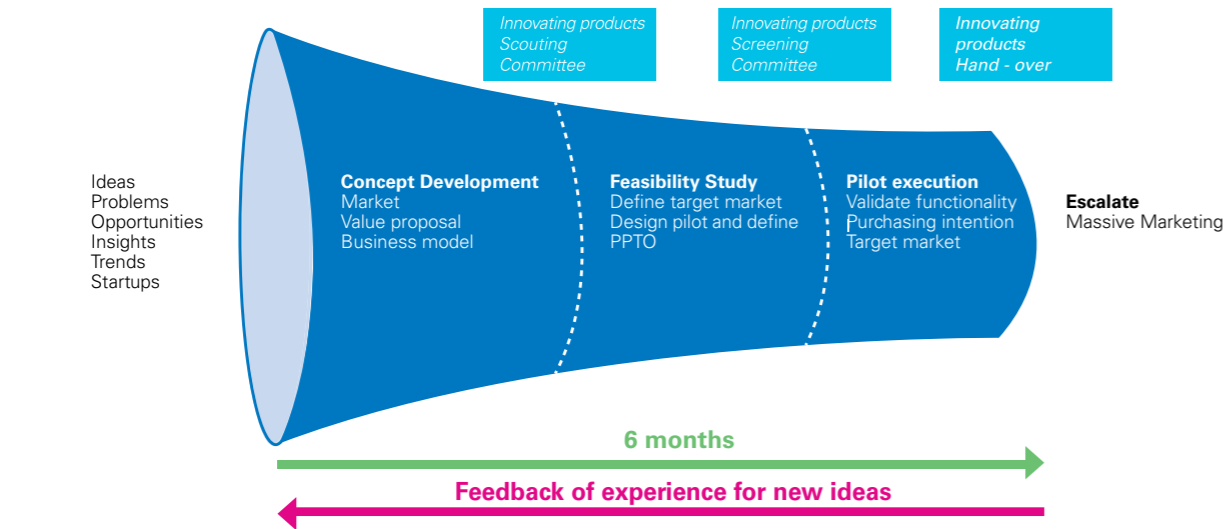 Innovating products
Scouting
Committee
Innovating products
Screening
Committee
Innovating
products
Hand - over
Ideas
Problems
Opportunities
Insights
Trends
Startups
Concept Development
Market
Value proposal
Business model
Feasibility Study
Define target market
Design pilot and define
PPTO
Pilot execution
Validate functionality
Purchasing intention
Target market
Escalate
Massive Marketing
6 months
Feedback of experience for new ideas